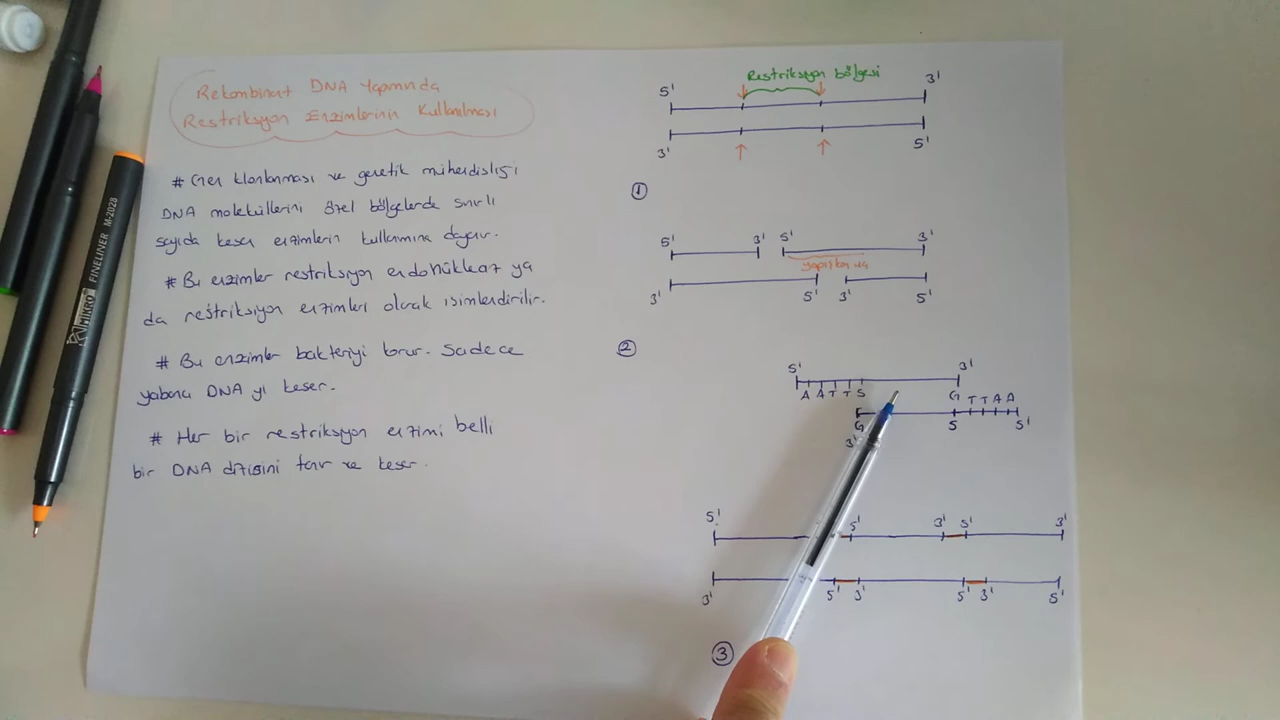 Rekombinant DNA Yapımında
Restriksiyon Enzimlerinin Kullanılması
# Gen klonlanması ve genetik mühendisliği
DNA moleküllerini özel bölgelerde sınırlı
sayıda kesen enzimlerin kullanımına dayanır.
# Bu enzimler restriksiyon endonükleaz ya
da restriksiyon enzimleri olarak isimlendirilir.
# Bu enzimler bakteriyi korur. Sadece
yabancı DNA yı keser.
# Her bir restriksiyon enzimi belli
bir DNA dizisini tanır ve keser.
Restriksiyon bölgesi
5' 3'
3' 5'
1
5' 3' 5' 3'
yapışkan uç
3' 5' 3' 5'
2
5' 3'
A A T T S G T T A A
G S 5'
3'
5' 5' 3' 5' 3'
3' 5' 3' 5' 3' 5'
3
MIKRO FINELINER M-2028